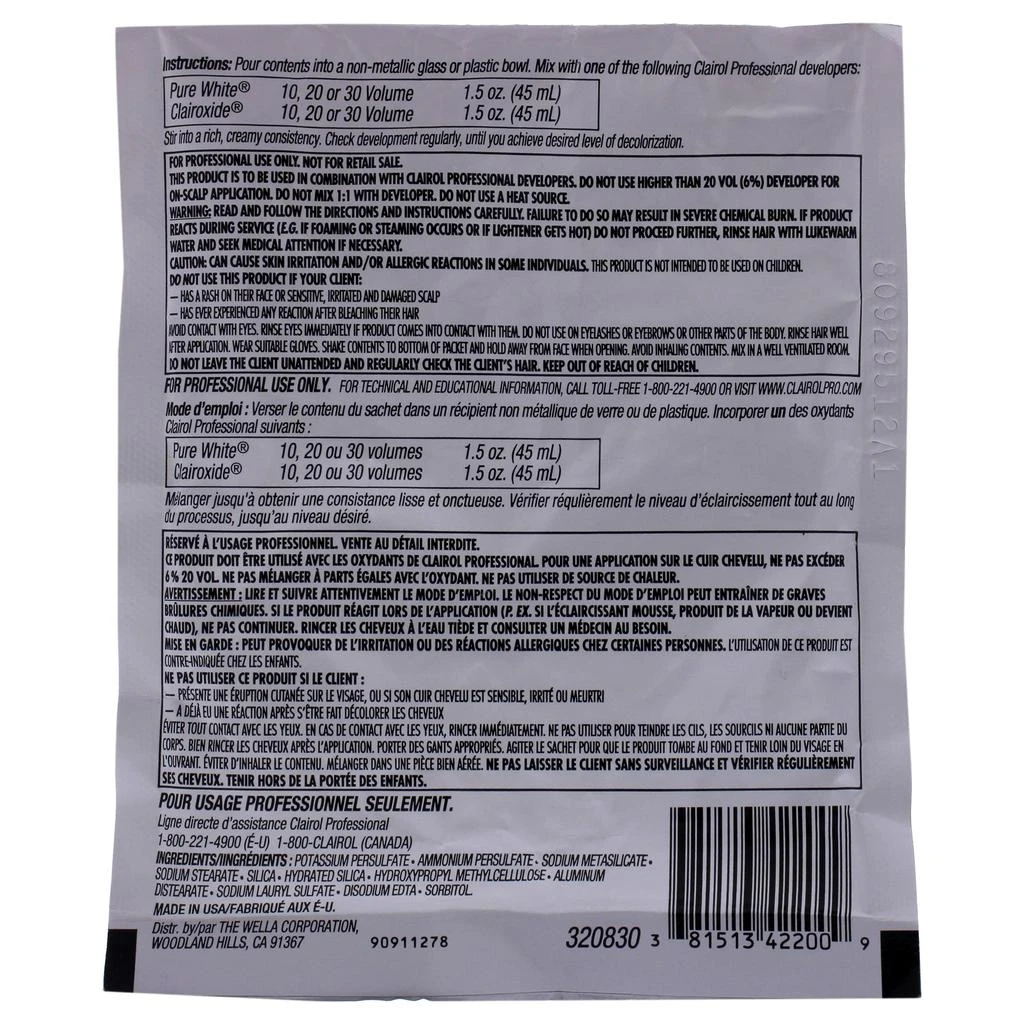 Instructions: Pour contents into a non-metallic glass or plastic bowl. Mix with one of the following Clairol Professional developers:
Pure White® 10, 20 or 30 Volume 1.5 oz. (45 mL)
Clairoxide® 10, 20 or 30 Volume 1.5 oz. (45 mL)
Stir into a rich, creamy consistency. Check development regularly, until you achieve desired level of decolorization.
FOR PROFESSIONAL USE ONLY. NOT FOR RETAIL SALE.
THIS PRODUCT IS TO BE USED IN COMBINATION WITH CLAIROL PROFESSIONAL DEVELOPERS. DO NOT USE HIGHER THAN 20 VOL (6%) DEVELOPER FOR
ON-SCALP APPLICATION. DO NOT MIX 1:1 WITH DEVELOPER. DO NOT USE A HEAT SOURCE.
WARNING: READ AND FOLLOW THE DIRECTIONS AND INSTRUCTIONS CAREFULLY. FAILURE TO DO SO MAY RESULT IN SEVERE CHEMICAL BURN. IF PRODUCT
REACTS DURING SERVICE (E.G. IF FOAMING OR STEAMING OCCURS OR IF LIGHTENER GETS HOT) DO NOT PROCEED FURTHER, RINSE HAIR WITH LUKEWARM
WATER AND SEEK MEDICAL ATTENTION IF NECESSARY.
CAUTION: CAN CAUSE SKIN IRRITATION AND/OR ALLERGIC REACTIONS IN SOME INDIVIDUALS. THIS PRODUCT IS NOT INTENDED TO BE USED ON CHILDREN.
DO NOT USE THIS PRODUCT IF YOUR CLIENT:
– HAS A RASH ON THEIR FACE OR SENSITIVE, IRRITATED AND DAMAGED SCALP
– HAS EVER EXPERIENCED ANY REACTION AFTER BLEACHING THEIR HAIR
AVOID CONTACT WITH EYES. RINSE EYES IMMEDIATELY IF PRODUCT COMES INTO CONTACT WITH THEM. DO NOT USE ON EYELASHES OR EYEBROWS OR OTHER PARTS OF THE BODY. RINSE HAIR WELL
AFTER APPLICATION. WEAR SUITABLE GLOVES. SHAKE CONTENTS TO BOTTOM OF PACKET AND HOLD AWAY FROM FACE WHEN OPENING. AVOID INHALING CONTENTS. MIX IN A WELL VENTILATED ROOM.
DO NOT LEAVE THE CLIENT UNATTENDED AND REGULARLY CHECK THE CLIENT'S HAIR. KEEP OUT OF REACH OF CHILDREN.
FOR PROFESSIONAL USE ONLY. FOR TECHNICAL AND EDUCATIONAL INFORMATION, CALL TOLL-FREE 1-800-221-4900 OR VISIT WWW.CLAIROLPRO.COM
80929512A1
Mode d'emploi : Verser le contenu du sachet dans un récipient non métallique de verre ou de plastique. Incorporer un des oxydants
Clairol Professional suivants :
Pure White® 10, 20 ou 30 volumes 1.5 oz. (45 mL)
Clairoxide® 10, 20 ou 30 volumes 1.5 oz. (45 mL)
Mélanger jusqu'à obtenir une consistance lisse et onctueuse. Vérifier régulièrement le niveau d'éclaircissement tout au long
du processus, jusqu'au niveau désiré.
RÉSERVÉ À L'USAGE PROFESSIONNEL. VENTE AU DÉTAIL INTERDITE.
CE PRODUIT DOIT ÊTRE UTILISÉ AVEC LES OXYDANTS DE CLAIROL PROFESSIONAL. POUR UNE APPLICATION SUR LE CUIR CHEVELU, NE PAS EXCÉDER
6% 20 VOL. NE PAS MÉLANGER À PARTS ÉGALES AVEC L'OXYDANT. NE PAS UTILISER DE SOURCE DE CHALEUR.
AVERTISSEMENT : LIRE ET SUIVRE ATTENTIVEMENT LE MODE D'EMPLOI. LE NON-RESPECT DU MODE D'EMPLOI PEUT ENTRAÎNER DE GRAVES
BRÛLURES CHIMIQUES. SI LE PRODUIT RÉAGIT LORS DE L'APPLICATION (P. EX. SI L'ÉCLAIRCISSANT MOUSSE, PRODUIT DE LA VAPEUR OU DEVIENT
CHAUD), NE PAS CONTINUER. RINCER LES CHEVEUX À L'EAU TIÈDE ET CONSULTER UN MÉDECIN AU BESOIN.
MISE EN GARDE : PEUT PROVOQUER DE L'IRRITATION OU DES RÉACTIONS ALLERGIQUES CHEZ CERTAINES PERSONNES. L'UTILISATION DE CE PRODUIT EST
CONTRE-INDIQUÉE CHEZ LES ENFANTS.
NE PAS UTILISER CE PRODUIT SI LE CLIENT :
– PRÉSENTE UNE ÉRUPTION CUTANÉE SUR LE VISAGE, OU SI SON CUIR CHEVELU EST SENSIBLE, IRRITÉ OU MEURTRI
– A DÉJÀ EU UNE RÉACTION APRÈS S'ÊTRE FAIT DÉCOLORER LES CHEVEUX
ÉVITER TOUT CONTACT AVEC LES YEUX. EN CAS DE CONTACT AVEC LES YEUX, RINCER IMMÉDIATEMENT. NE PAS UTILISER POUR TEINDRE LES CILS, LES SOURCILS NI AUCUNE PARTIE DU
CORPS. BIEN RINCER LES CHEVEUX APRÈS L'APPLICATION. PORTER DES GANTS APPROPRIÉS. AGITER LE SACHET POUR QUE LE PRODUIT TOMBE AU FOND ET TENIR LOIN DU VISAGE EN
L'OUVRANT. ÉVITER D'INHALER LE CONTENU. MÉLANGER DANS UNE PIÈCE BIEN AÉRÉE. NE PAS LAISSER LE CLIENT SANS SURVEILLANCE ET VÉRIFIER RÉGULIÈREMENT
SES CHEVEUX. TENIR HORS DE LA PORTÉE DES ENFANTS.
POUR USAGE PROFESSIONNEL SEULEMENT.
Ligne directe d'assistance Clairol Professional
1-800-221-4900 (É-U) 1-800-CLAIROL (CANADA)
INGREDIENTS/IINGRÉDIENTS : POTASSIUM PERSULFATE • AMMONIUM PERSULFATE • SODIUM METASILICATE •
SODIUM STEARATE • SILICA • HYDRATED SILICA • HYDROXYPROPYL METHYLCELLULOSE • ALUMINUM
DISTEARATE • SODIUM LAURYL SULFATE • DISODIUM EDTA • SORBITOL.
MADE IN USA/FABRIQUÉ AUX É-U.
Distr. by/par THE WELLA CORPORATION,
WOODLAND HILLS, CA 91367 90911278
320830 3 81513 42200 9